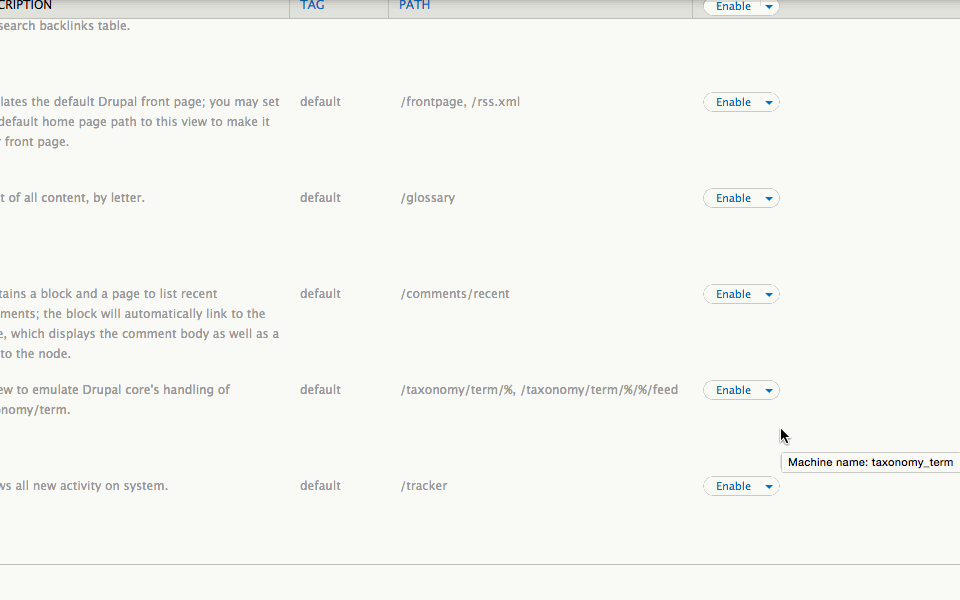 CRIPTION TAG PATH Enable
search backlinks table.
lates the default Drupal front page; you may set default /frontpage, /rss.xml Enable
default home page path to this view to make it
front page.
t of all content, by letter. default /glossary Enable
tains a block and a page to list recent default /comments/recent Enable
ments; the block will automatically link to the
e, which displays the comment body as well as a
to the node.
ew to emulate Drupal core's handling of default /taxonomy/term/%, /taxonomy/term/%/%/feed Enable
onomy/term.
Machine name: taxonomy_term
ws all new activity on system. default /tracker Enable